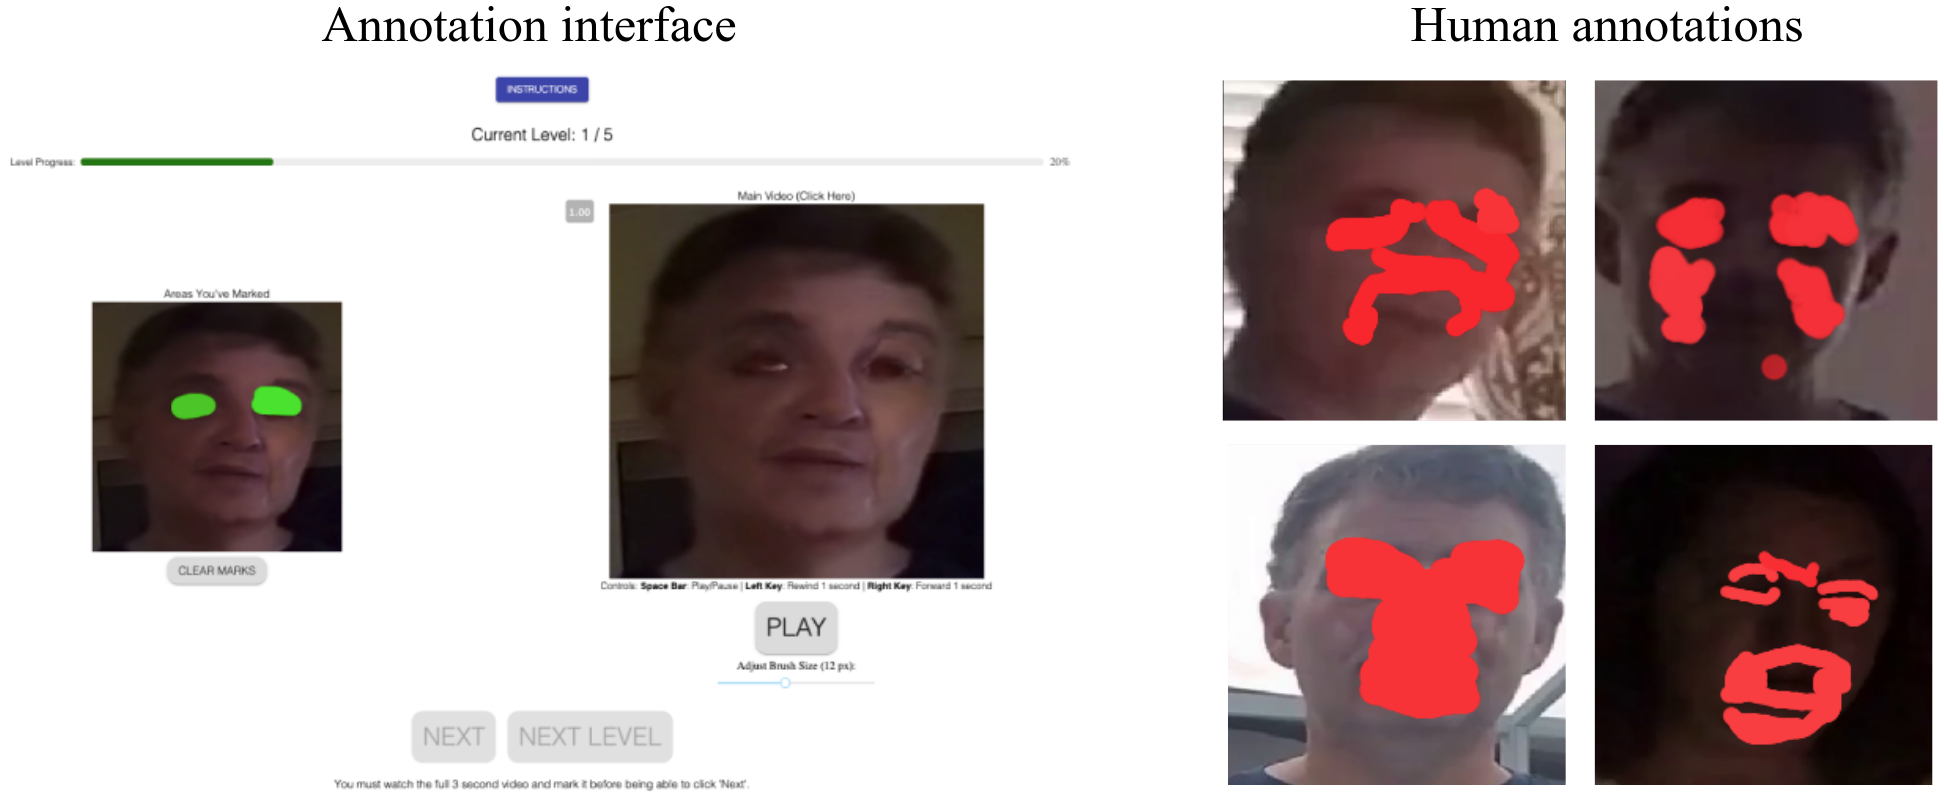 Annotation interface
Human annotations
INSTRUCTIONS
Current Level: 1 / 5
Level Progress:
20%
Main Video (Click Here)
1.00
Areas You've Marked
CLEAR MARKS
Controls: Space Bar: Play/Pause | Left Key: Rewind 1 second | Right Key: Forward 1 second
PLAY
Adjust Brush Size (12 px):
NEXT
NEXT LEVEL
You must watch the full 3 second video and mark it before being able to click 'Next'.